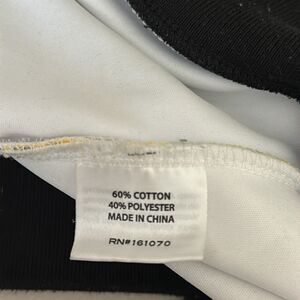 60% COTTON
40% POLYESTER
MADE IN CHINA
RN#161070